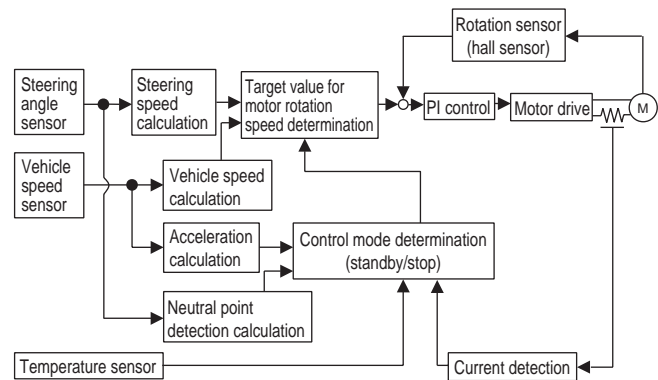 Rotation sensor
(hall sensor)
Steering
angle
sensor
Steering
speed
calculation
Target value for
motor rotation
speed determination
PI control
Motor drive
M
Vehicle
speed
sensor
Vehicle speed
calculation
Acceleration
calculation
Control mode determination
(standby/stop)
Neutral point
detection calculation
Temperature sensor
Current detection